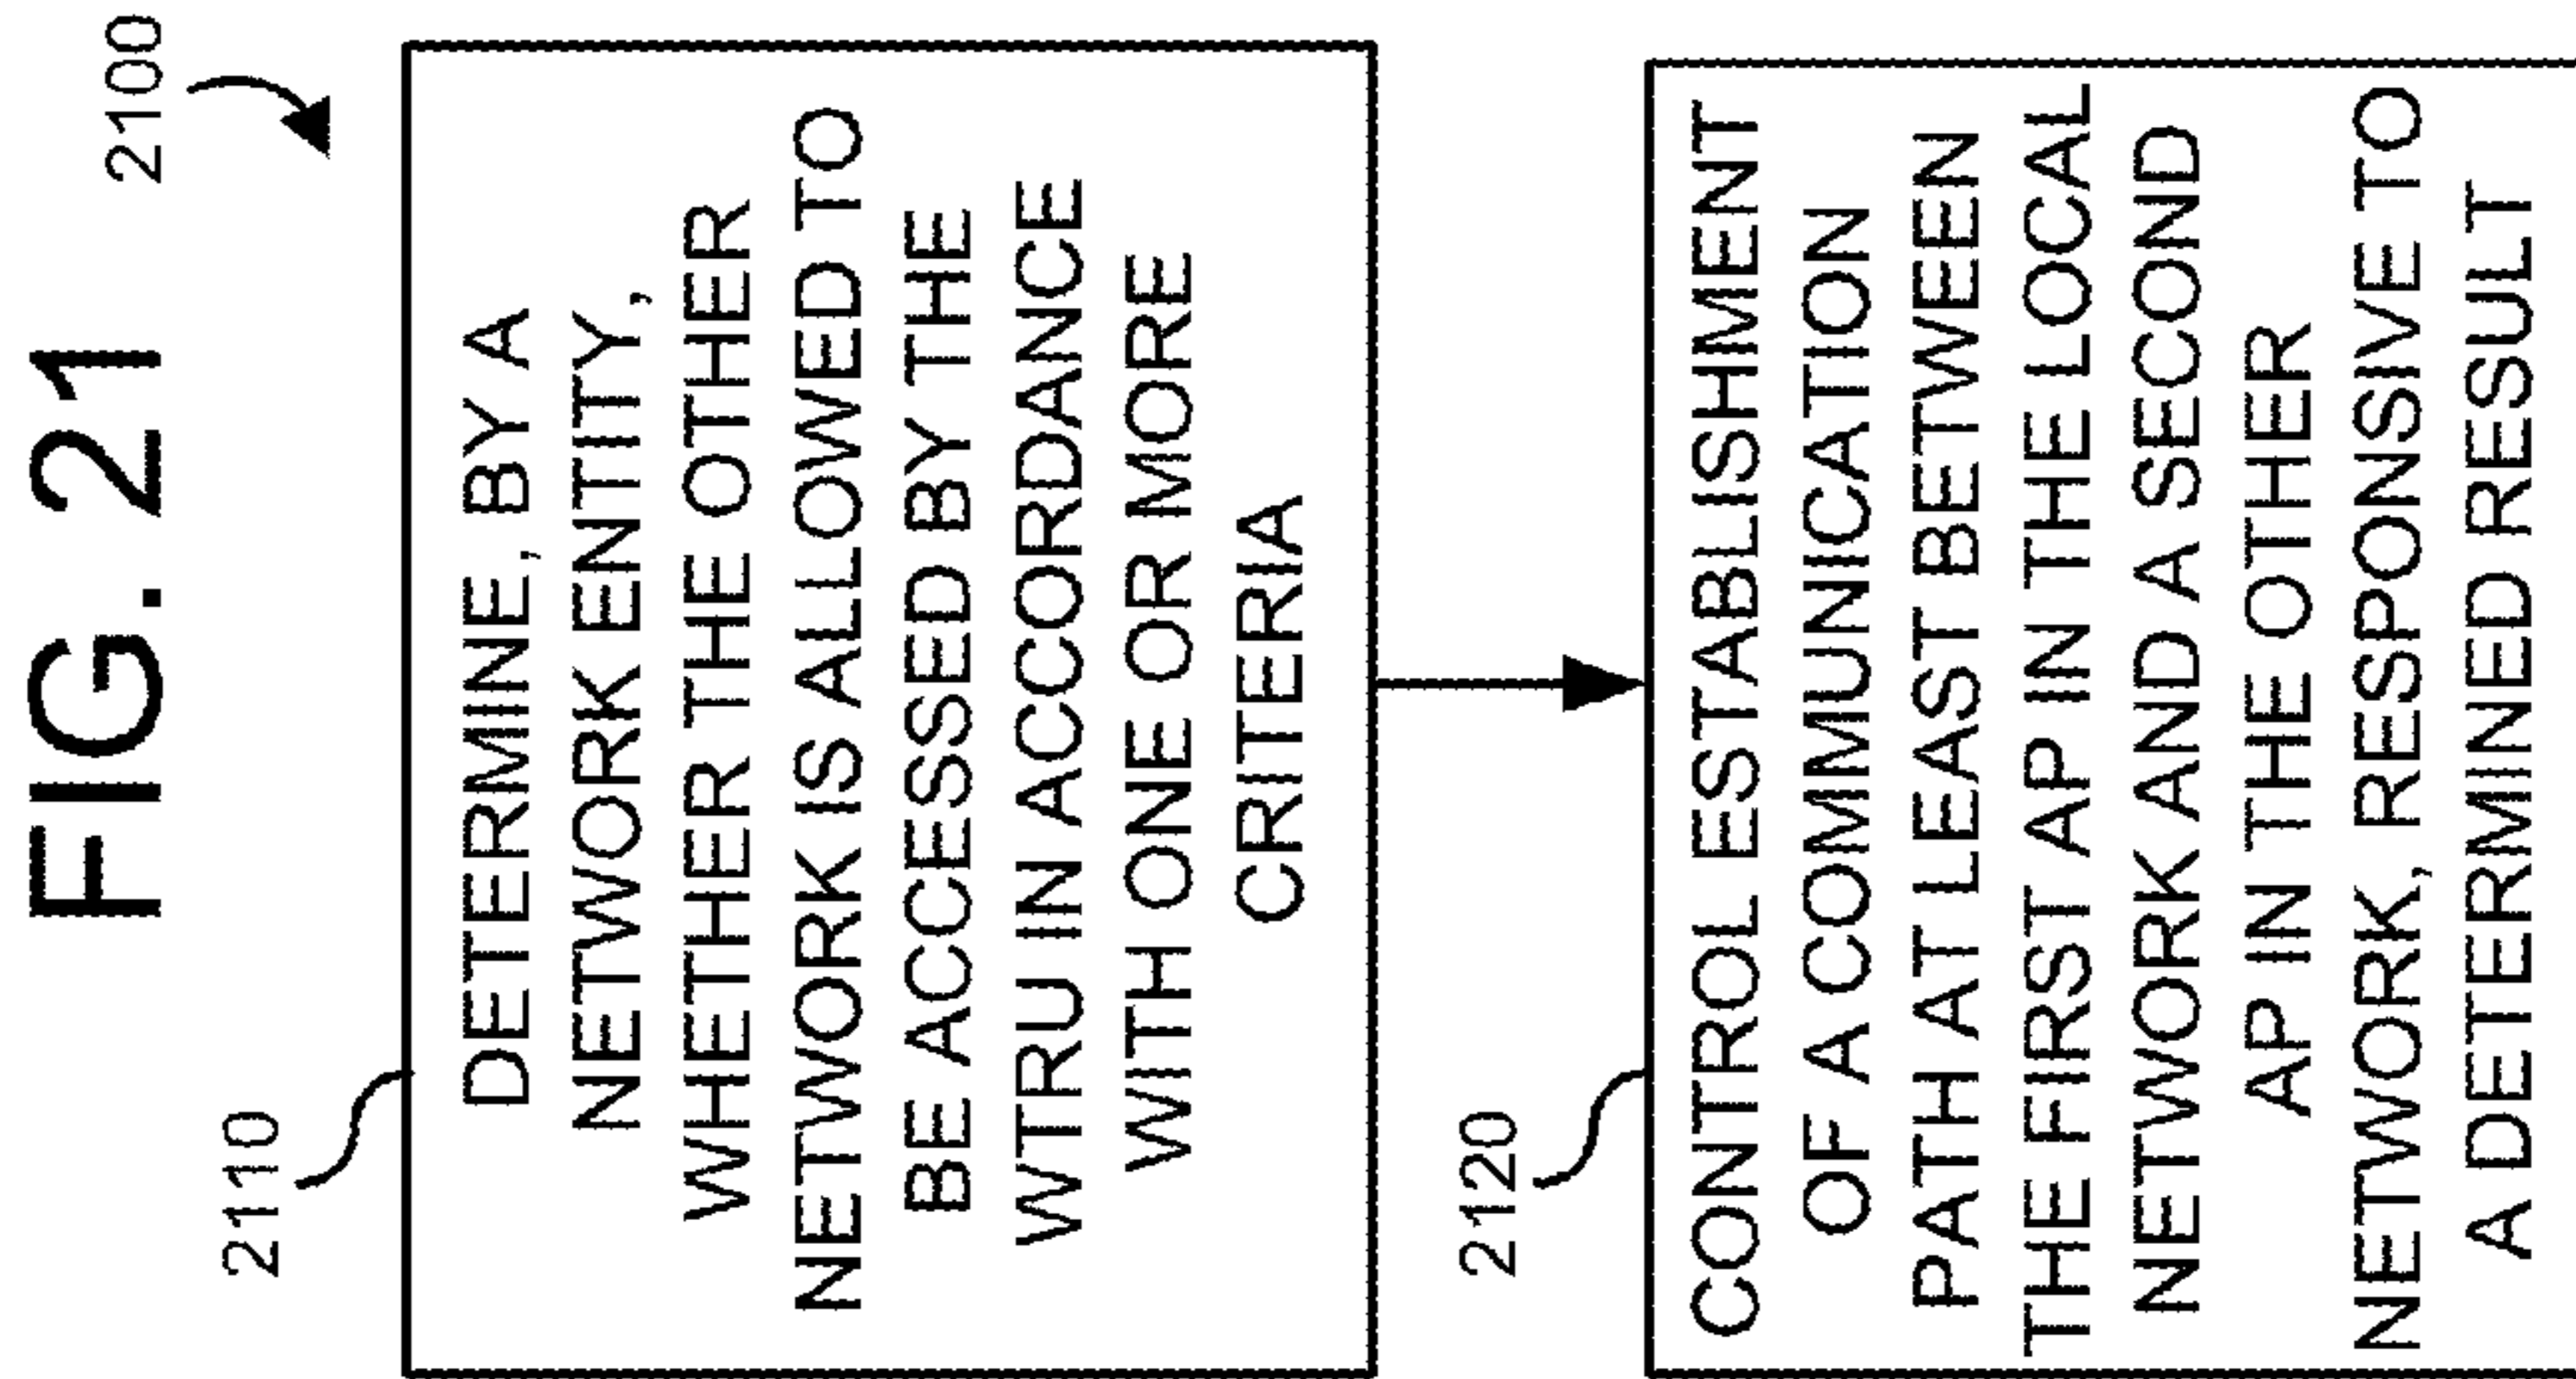 FIG. 21
2100
2110
DETERMINE, BY A
NETWORK ENTITY,
WHETHER THE OTHER
NETWORK IS ALLOWED TO
BE ACCESSED BY THE
WTRU IN ACCORDANCE
WITH ONE OR MORE
CRITERIA
2120
CONTROL ESTABLISHMENT
OF A COMMUNICATION
PATH AT LEAST BETWEEN
THE FIRST AP IN THE LOCAL
NETWORK AND A SECOND
AP IN THE OTHER
NETWORK, RESPONSIVE TO
A DETERMINED RESULT